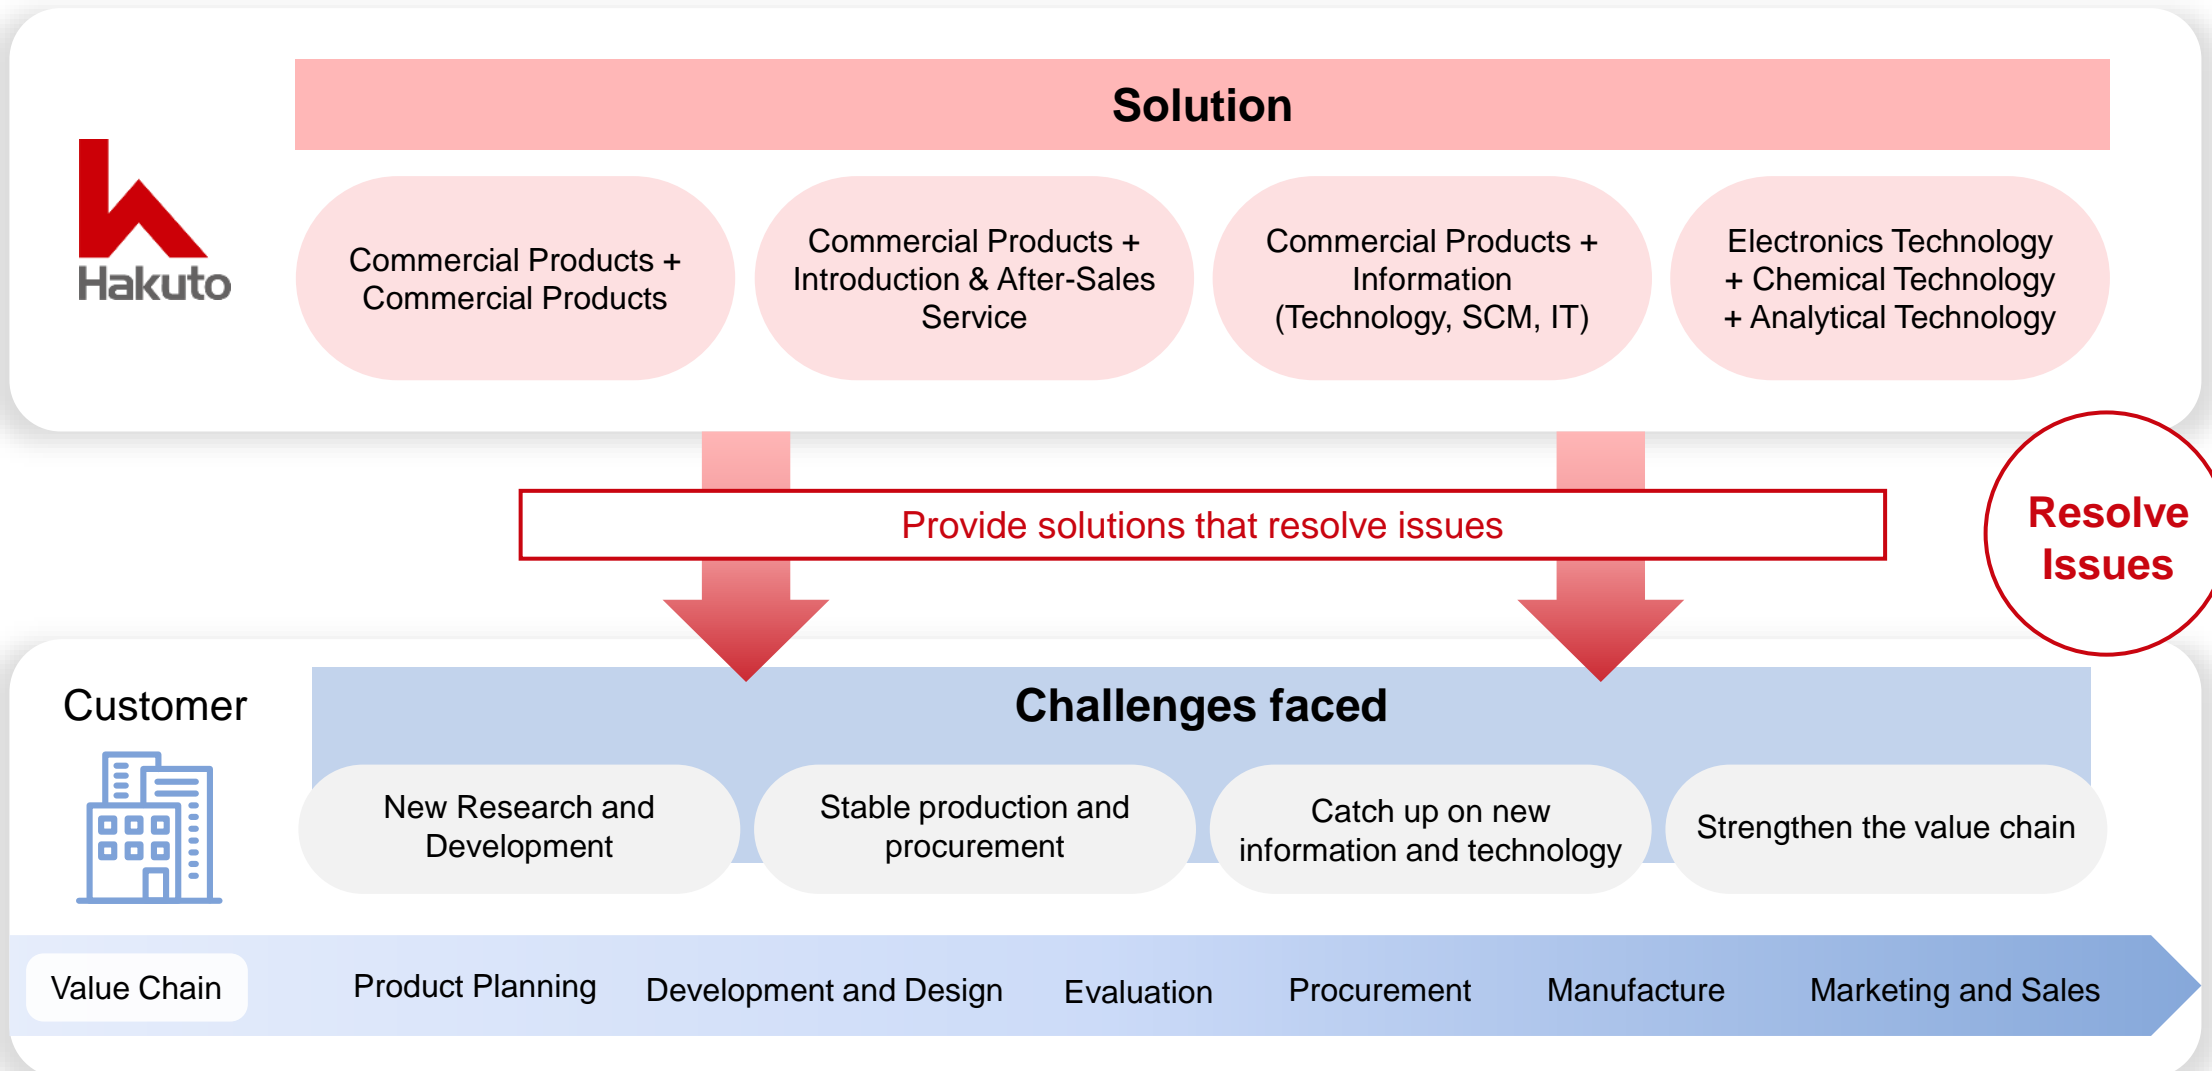 Solution
Hakuto
Commercial Products +
Commercial Products
Commercial Products +
Introduction & After-Sales
Service
Commercial Products +
Information
(Technology, SCM, IT)
Electronics Technology
+ Chemical Technology
+ Analytical Technology
Provide solutions that resolve issues
Resolve
Issues
Customer
Challenges faced
New Research and
Development
Stable production and
procurement
Catch up on new
information and technology
Strengthen the value chain
Value Chain
Product Planning
Development and Design
Evaluation
Procurement
Manufacture
Marketing and Sales